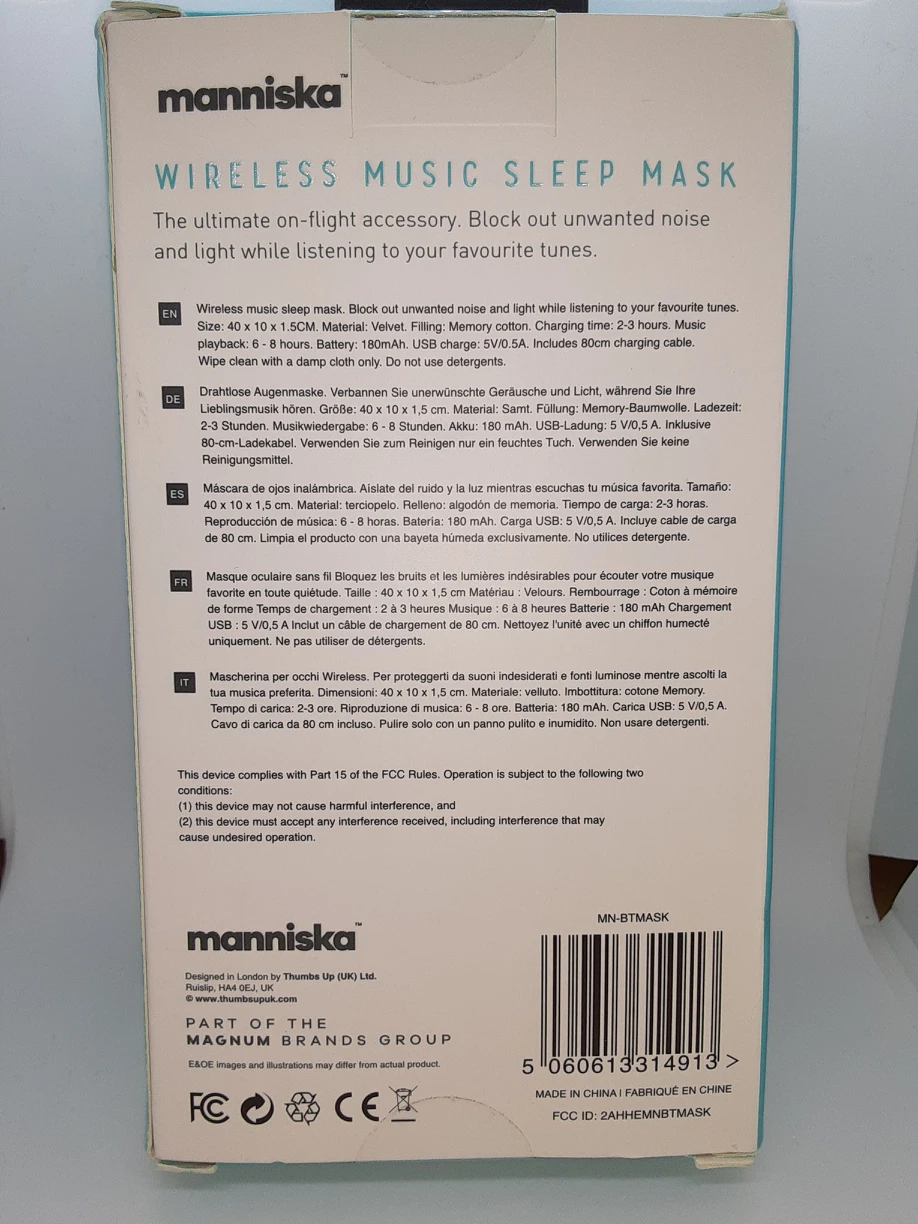 manniska™
WIRELESS MUSIC SLEEP MASK
The ultimate on-flight accessory. Block out unwanted noise
and light while listening to your favourite tunes.
EN
Wireless music sleep mask. Block out unwanted noise and light while listening to your favourite tunes.
Size: 40 x 10 x 1.5CM. Material: Velvet. Filling: Memory cotton. Charging time: 2-3 hours. Music
playback: 6 - 8 hours. Battery: 180mAh. USB charge: 5V/0.5A. Includes 80cm charging cable.
Wipe clean with a damp cloth only. Do not use detergents.
DE
Drahtlose Augenmaske. Verbannen Sie unerwünschte Geräusche und Licht, während Sie Ihre
Lieblingsmusik hören. Größe: 40 x 10 x 1,5 cm. Material: Samt. Füllung: Memory-Baumwolle. Ladezeit:
2-3 Stunden. Musikwiedergabe: 6 - 8 Stunden. Akku: 180 mAh. USB-Ladung: 5 V/0,5 A. Inklusive
80-cm-Ladekabel. Verwenden Sie zum Reinigen nur ein feuchtes Tuch. Verwenden Sie keine
Reinigungsmittel.
ES
Máscara de ojos inalámbrica. Aíslate del ruido y la luz mientras escuchas tu música favorita. Tamaño:
40 x 10 x 1,5 cm. Material: terciopelo. Relleno: algodón de memoria. Tiempo de carga: 2-3 horas.
Reproducción de música: 6 - 8 horas. Batería: 180 mAh. Carga USB: 5 V/0,5 A. Incluye cable de carga
de 80 cm. Limpia el producto con una bayeta húmeda exclusivamente. No utilices detergente.
FR
Masque oculaire sans fil Bloquez les bruits et les lumières indésirables pour écouter votre musique
favorite en toute quiétude. Taille : 40 x 10 x 1,5 cm Matériau : Velours. Rembourrage : Coton à mémoire
de forme Temps de chargement : 2 à 3 heures Musique : 6 à 8 heures Batterie : 180 mAh Chargement
USB : 5 V/0,5 A Inclut un câble de chargement de 80 cm. Nettoyez l'unité avec un chiffon humecté
uniquement. Ne pas utiliser de détergents.
IT
Mascherina per occhi Wireless. Per proteggerti da suoni indesiderati e fonti luminose mentre ascolti la
tua musica preferita. Dimensioni: 40 x 10 x 1,5 cm. Materiale: velluto. Imbottitura: cotone Memory.
Tempo di carica: 2-3 ore. Riproduzione di musica: 6 - 8 ore. Batteria: 180 mAh. Carica USB: 5 V/0,5 A.
Cavo di carica da 80 cm incluso. Pulire solo con un panno pulito e inumidito. Non usare detergenti.
This device complies with Part 15 of the FCC Rules. Operation is subject to the following two
conditions:
(1) this device may not cause harmful interference, and
(2) this device must accept any interference received, including interference that may
cause undesired operation.
manniska™
Designed in London by Thumbs Up (UK) Ltd.
Ruislip, HA4 0EJ, UK
© www.thumbsupuk.com
PART OF THE
MAGNUM BRANDS GROUP
E&OE images and illustrations may differ from actual product.
FC CE
MN-BTMASK
5 060613314913 >
MADE IN CHINA I FABRIQUÉ EN CHINE
FCC ID: 2AHHEMNBTMASK